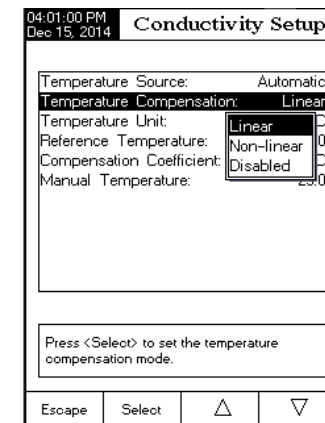 04:01:00 PM
Dec 15, 2014
Conductivity Setup
Temperature Source: Automatic
Temperature Compensation: Linear
Temperature Unit:
Reference Temperature:
Compensation Coefficient:
Manual Temperature:
Linear
Non-linear
Disabled
Press <Select> to set the temperature
compensation mode.
Escape Select